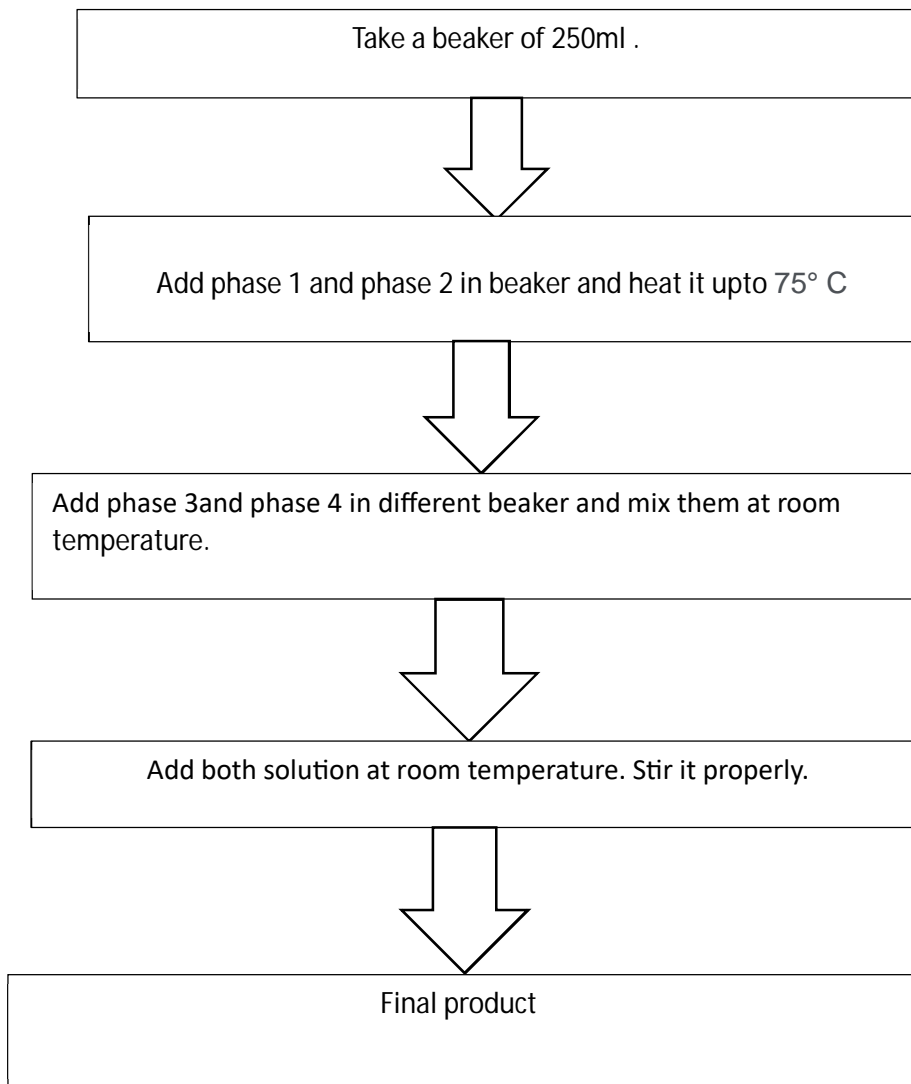 Take a beaker of 250ml .
Add phase 1 and phase 2 in beaker and heat it upto 75° C
Add phase 3and phase 4 in different beaker and mix them at room
temperature.
Add both solution at room temperature. Stir it properly.
Final product